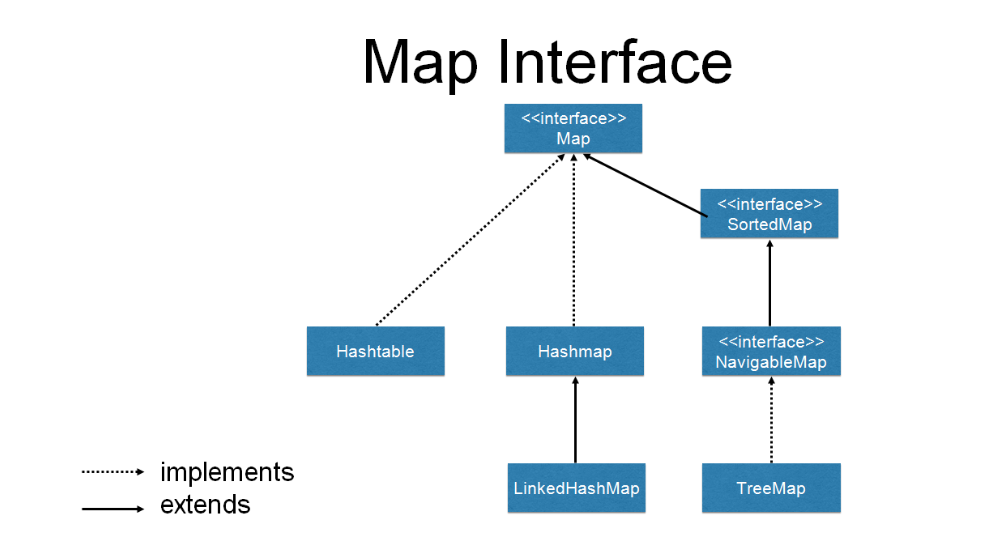 Map Interface
<<interface>>
Map
<<interface>>
SortedMap
Hashtable
Hashmap
<<interface>>
NavigableMap
LinkedHashMap
TreeMap
implements
extends